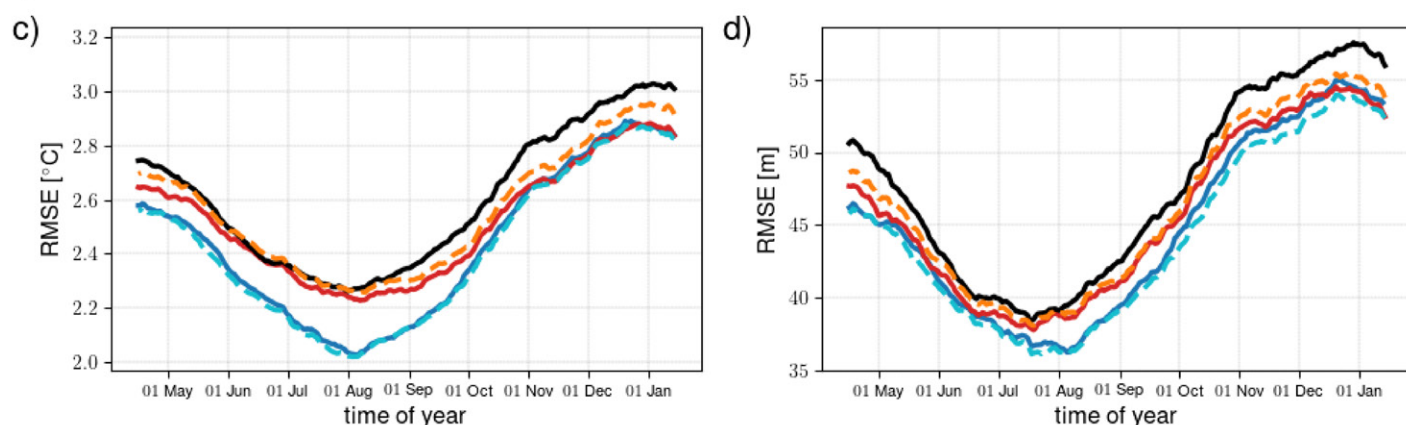 c)
3.2
3.0
2.8
2.6
2.4
2.2
2.0
RMSE [°C]
01 May 01 Jun 01 Jul 01 Aug 01 Sep 01 Oct 01 Nov 01 Dec 01 Jan
time of year
d)
55
50
45
40
35
RMSE [m]
01 May 01 Jun 01 Jul 01 Aug 01 Sep 01 Oct 01 Nov 01 Dec 01 Jan
time of year